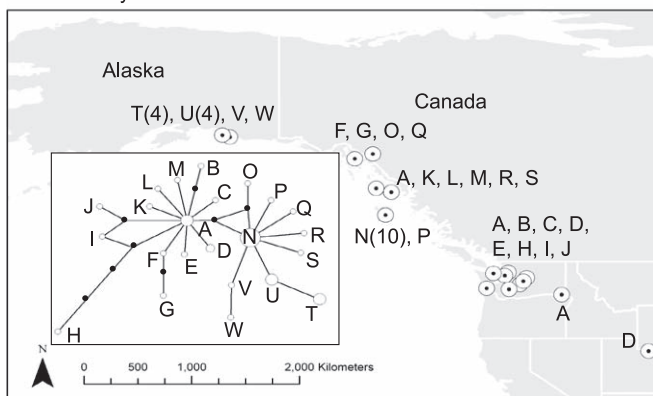 Alaska
Canada
T(4), U(4), V, W
F, G, O, Q
A, K, L, M, R, S
N(10), P
A, B, C, D,
E, H, I, J
A
D
M
B
O
L
C
P
J
K
A
Q
N
R
I
F
E
D
S
G
V
U
T
W
H
N
0
500
1,000
2,000 Kilometers